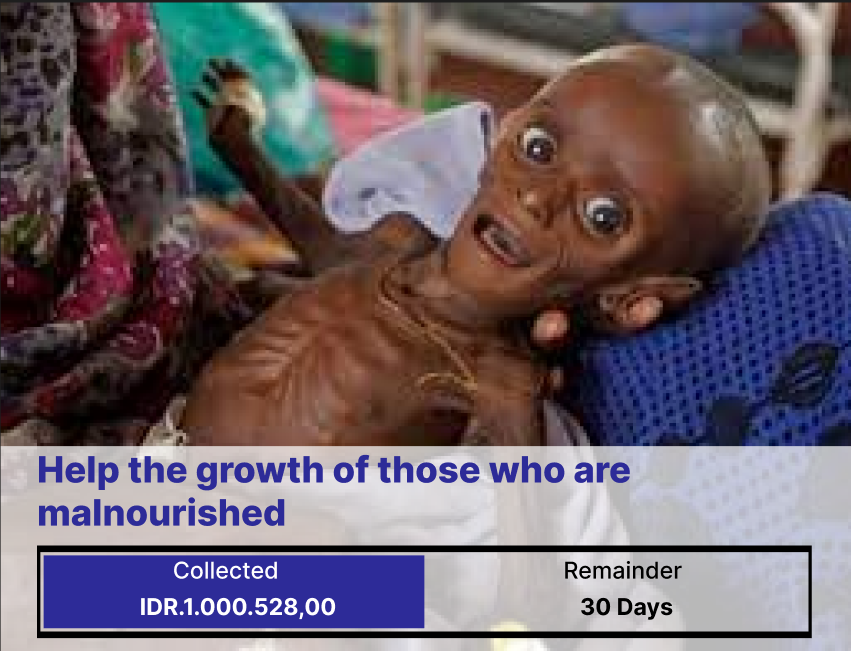 Help the growth of those who are
malnourished
Collected
IDR.1.000.528,00
Remainder
30 Days